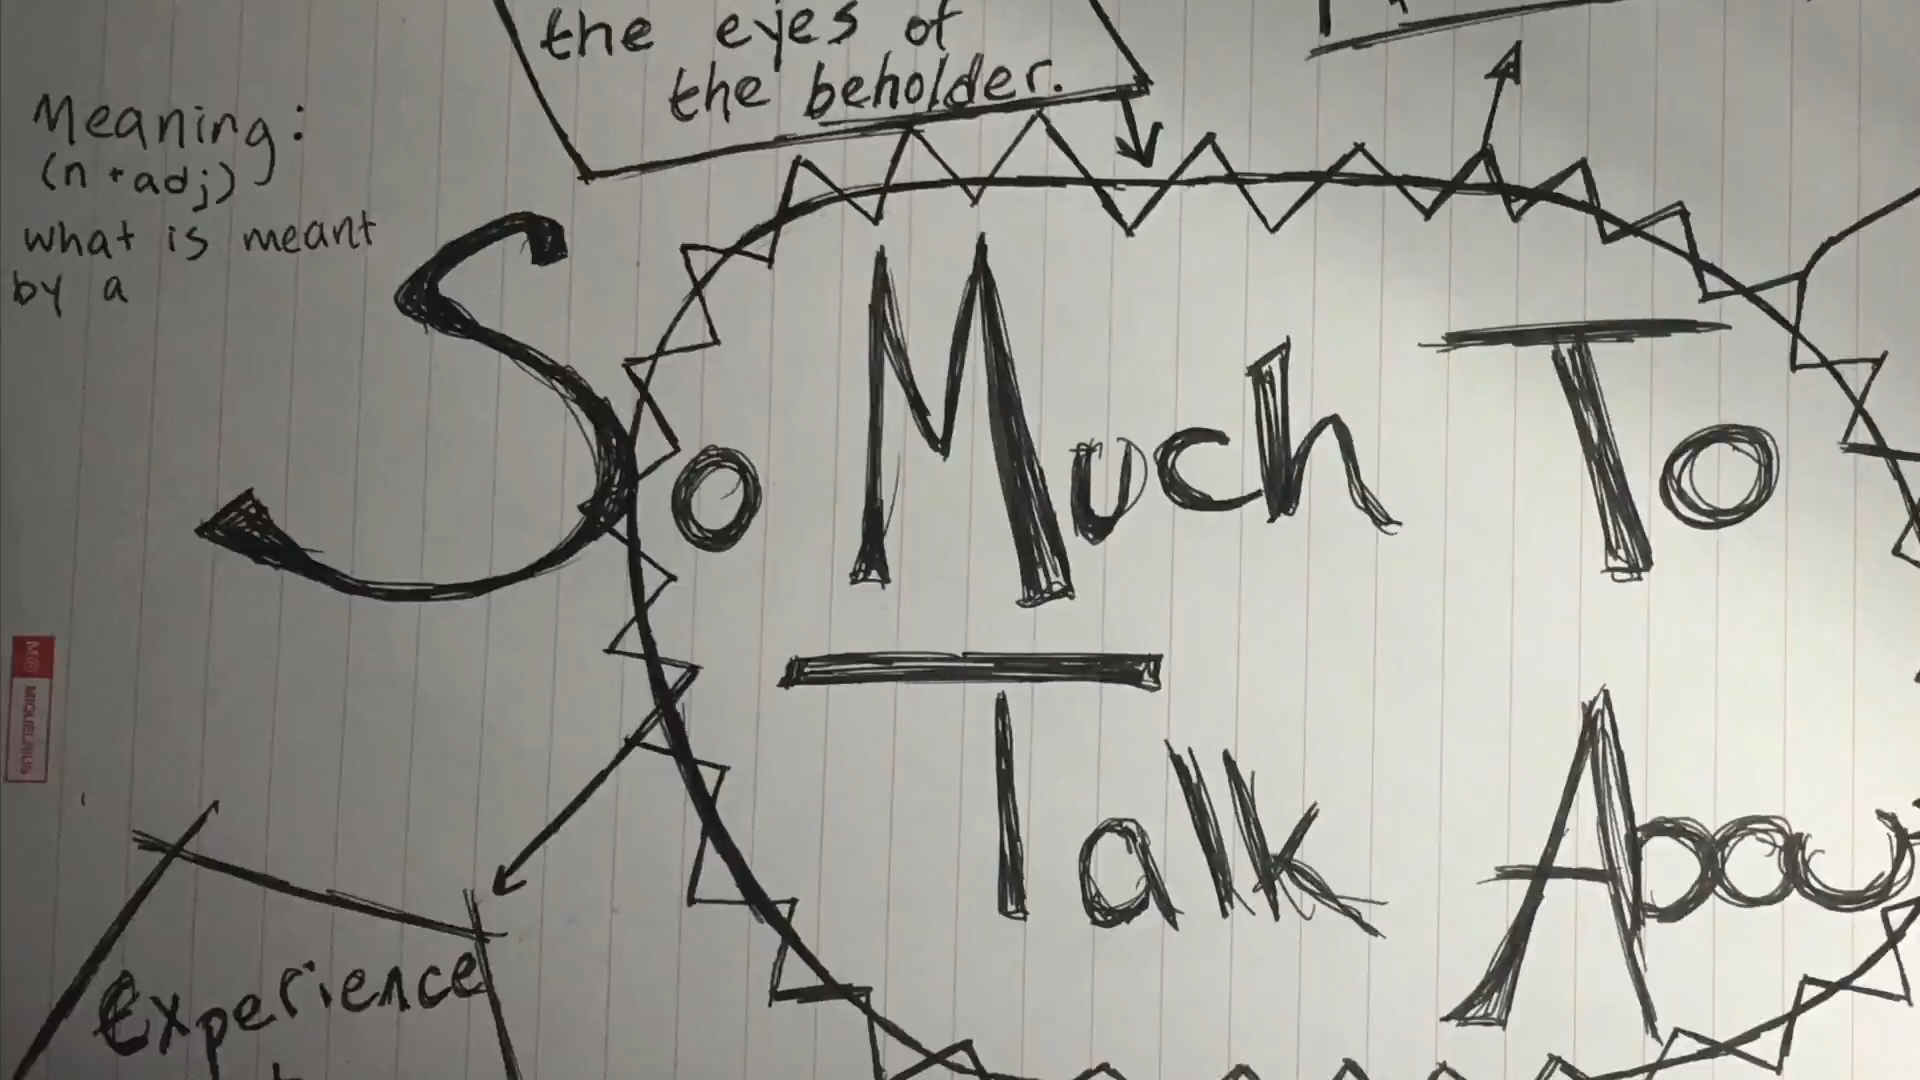 the eyes of
the beholder.
Meaning:
(n + adj)
what is meant
by a
So Much To
Talk Abou
Experience